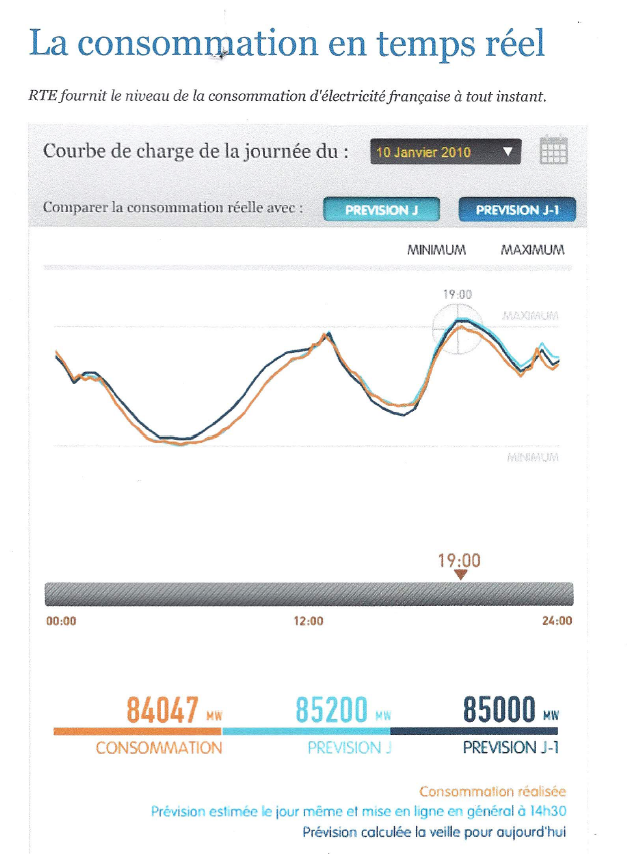 La consommation en temps réel
RTE fournit le niveau de la consommation d'électricité française à tout instant.
Courbe de charge de la journée du : 10 Janvier 2010
Comparer la consommation réelle avec : PREVISION J PREVISION J-1
MINIMUM MAXIMUM
19:00
MAXIMUM
MINIMUM
19:00
00:00 12:00 24:00
84047 MW 85200 MW 85000 MW
CONSOMMATION PREVISION J PREVISION J-1
Consommation réalisée
Prévision estimée le jour même et mise en ligne en général à 14h30
Prévision calculée la veille pour aujourd'hui